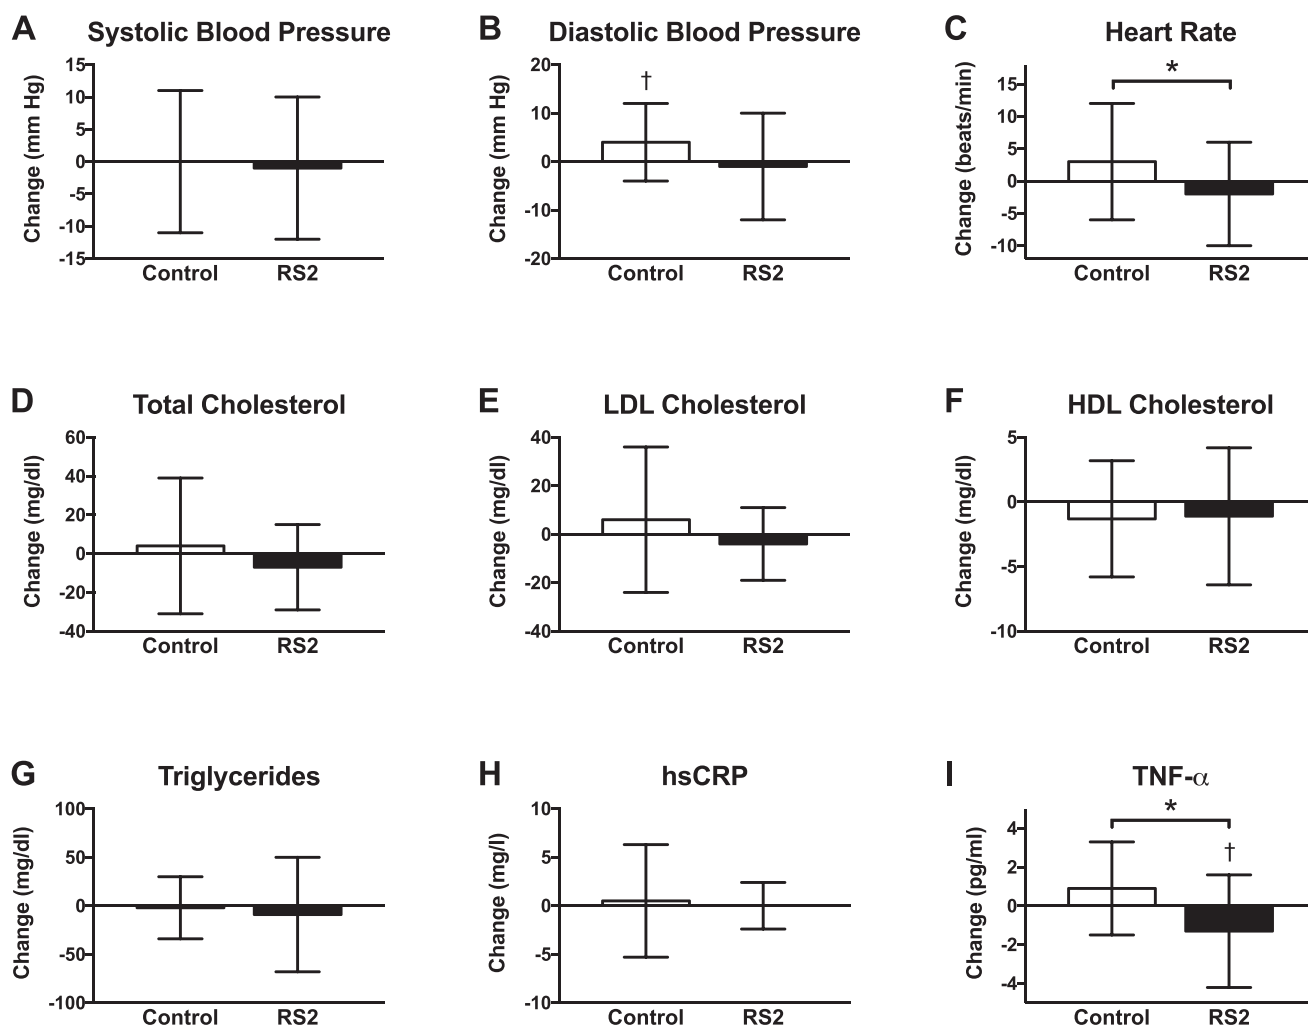 A Systolic Blood Pressure
Change (mm Hg)
15
10
5
0
-5
-10
-15
Control RS2
B Diastolic Blood Pressure
Change (mm Hg)
20
10
0
-10
-20
†
Control RS2
C Heart Rate
Change (beats/min)
15
10
5
0
-5
-10
*
Control RS2
D Total Cholesterol
Change (mg/dl)
60
40
20
0
-20
-40
Control RS2
E LDL Cholesterol
Change (mg/dl)
40
20
0
-20
-40
Control RS2
F HDL Cholesterol
Change (mg/dl)
5
0
-5
-10
Control RS2
G Triglycerides
Change (mg/dl)
100
50
0
-50
-100
Control RS2
H hsCRP
Change (mg/l)
10
5
0
-5
-10
Control RS2
I TNF-α
Change (pg/ml)
4
2
0
-2
-4
*
†
Control RS2